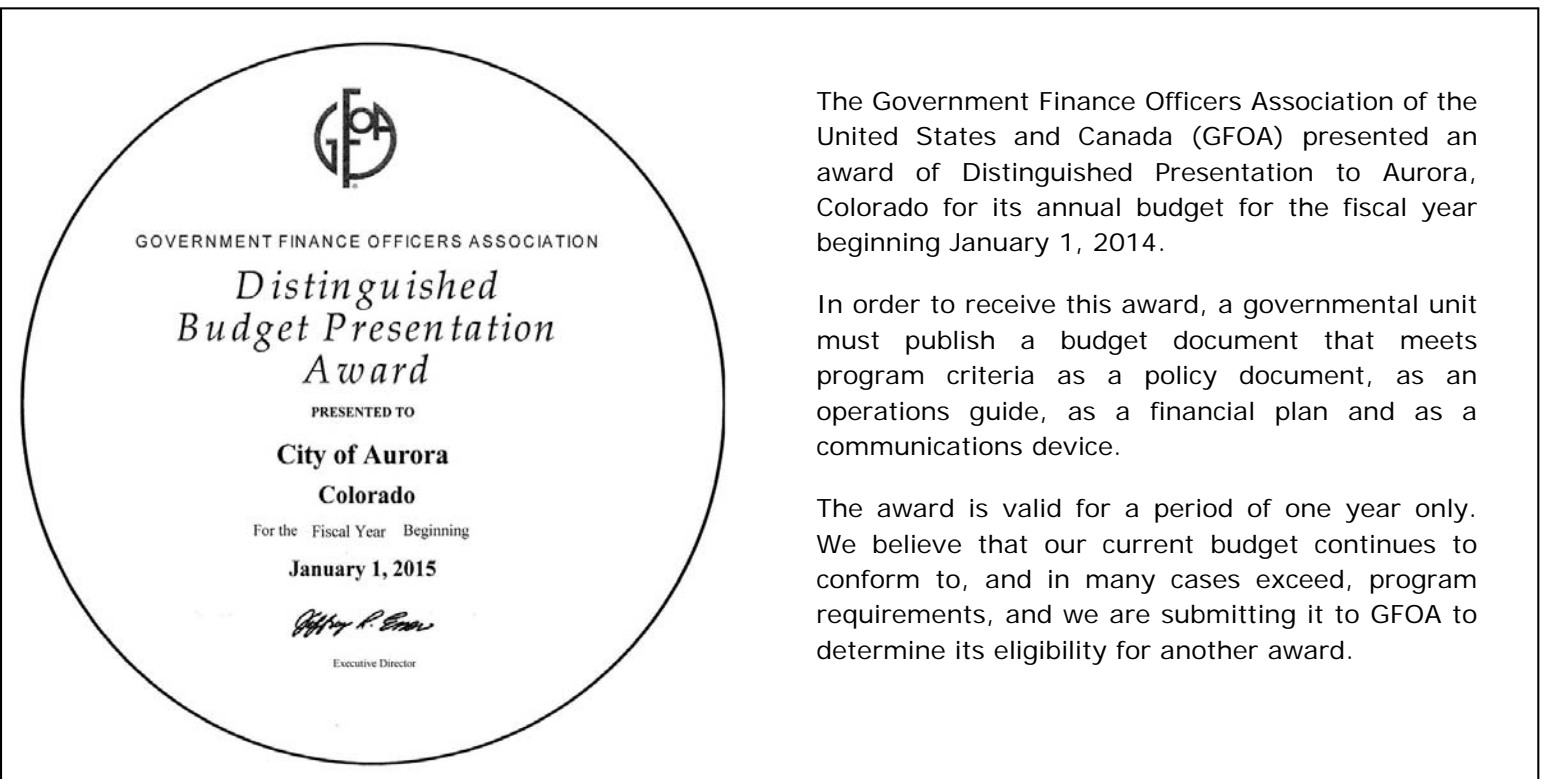 GFOA
GOVERNMENT FINANCE OFFICERS ASSOCIATION
Distinguished
Budget Presentation
Award
PRESENTED TO
City of Aurora
Colorado
For the Fiscal Year Beginning
January 1, 2015
Executive Director
The Government Finance Officers Association of the
United States and Canada (GFOA) presented an
award of Distinguished Presentation to Aurora,
Colorado for its annual budget for the fiscal year
beginning January 1, 2014.
In order to receive this award, a governmental unit
must publish a budget document that meets
program criteria as a policy document, as an
operations guide, as a financial plan and as a
communications device.
The award is valid for a period of one year only.
We believe that our current budget continues to
conform to, and in many cases exceed, program
requirements, and we are submitting it to GFOA to
determine its eligibility for another award.